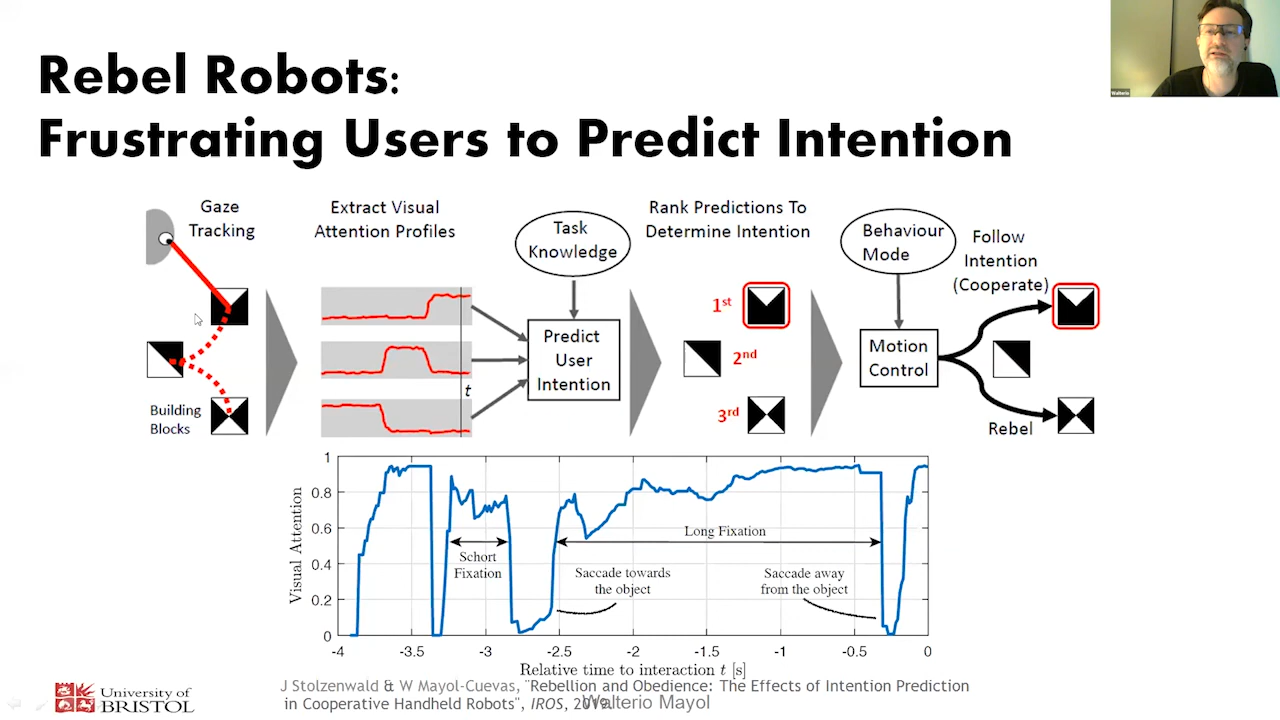 Rebel Robots:
Frustrating Users to Predict Intention
Walterio
Gaze
Tracking
Extract Visual
Attention Profiles
Task
Knowledge
Rank Predictions To
Determine Intention
Behaviour
Mode
Follow
Intention
(Cooperate)
1st
Predict
User
Intention
2nd
Motion
Control
t
Building
Blocks
3rd
Rebel
1
0.8
0.6
0.4
0.2
0
Visual Attention
Schort
Fixation
Long Fixation
Saccade towards
the object
Saccade away
from the object
-4 -3.5 -3 -2.5 -2 -1.5 -1 -0.5 0
Relative time to interaction t [s]
University of
BRISTOL
J Stolzenwald & W Mayol-Cuevas, "Rebellion and Obedience: The Effects of Intention Prediction
in Cooperative Handheld Robots", IROS, 2019.
Walterio Mayol